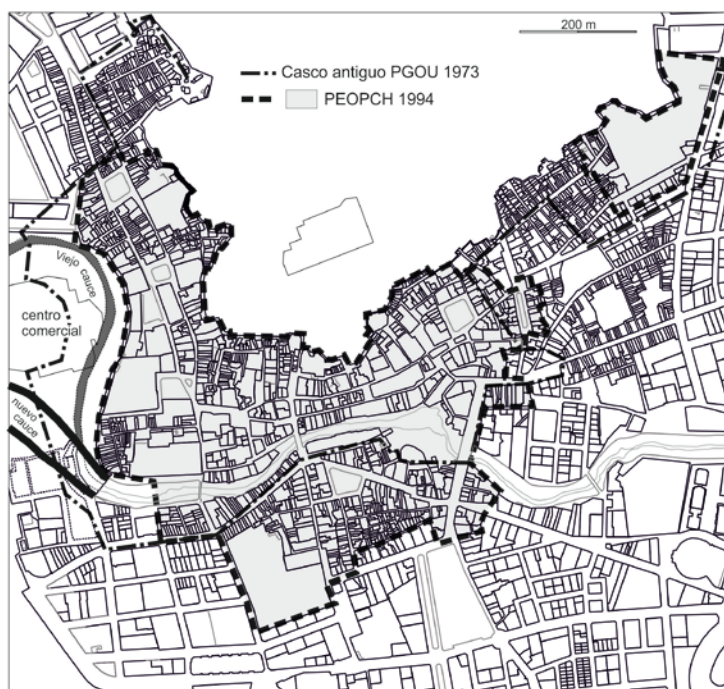 200 m
Casco antiguo PGOU 1973
PEOPCH 1994
Viejo cauce
centro
comercial
nuevo
cauce